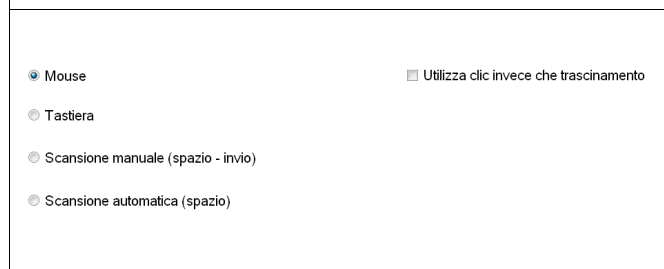 Mouse
Utilizza clic invece che trascinamento
Tastiera
Scansione manuale (spazio - invio)
Scansione automatica (spazio)